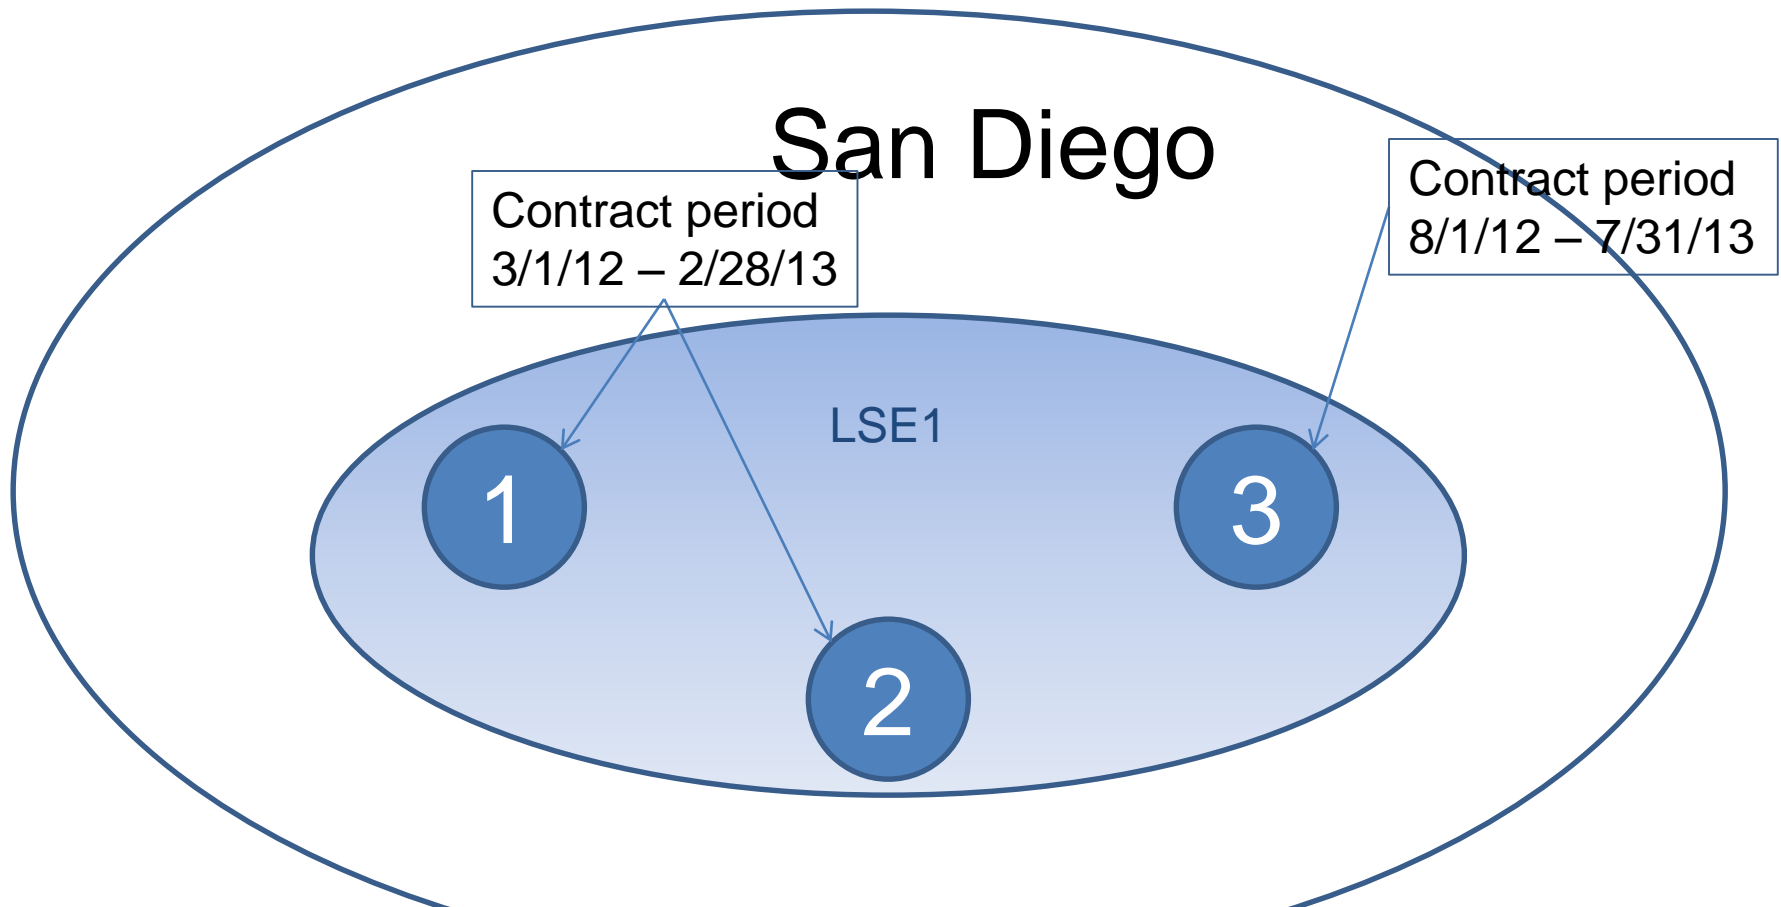 San Diego
Contract period
3/1/12 – 2/28/13
Contract period
8/1/12 – 7/31/13
LSE1
1
3
2